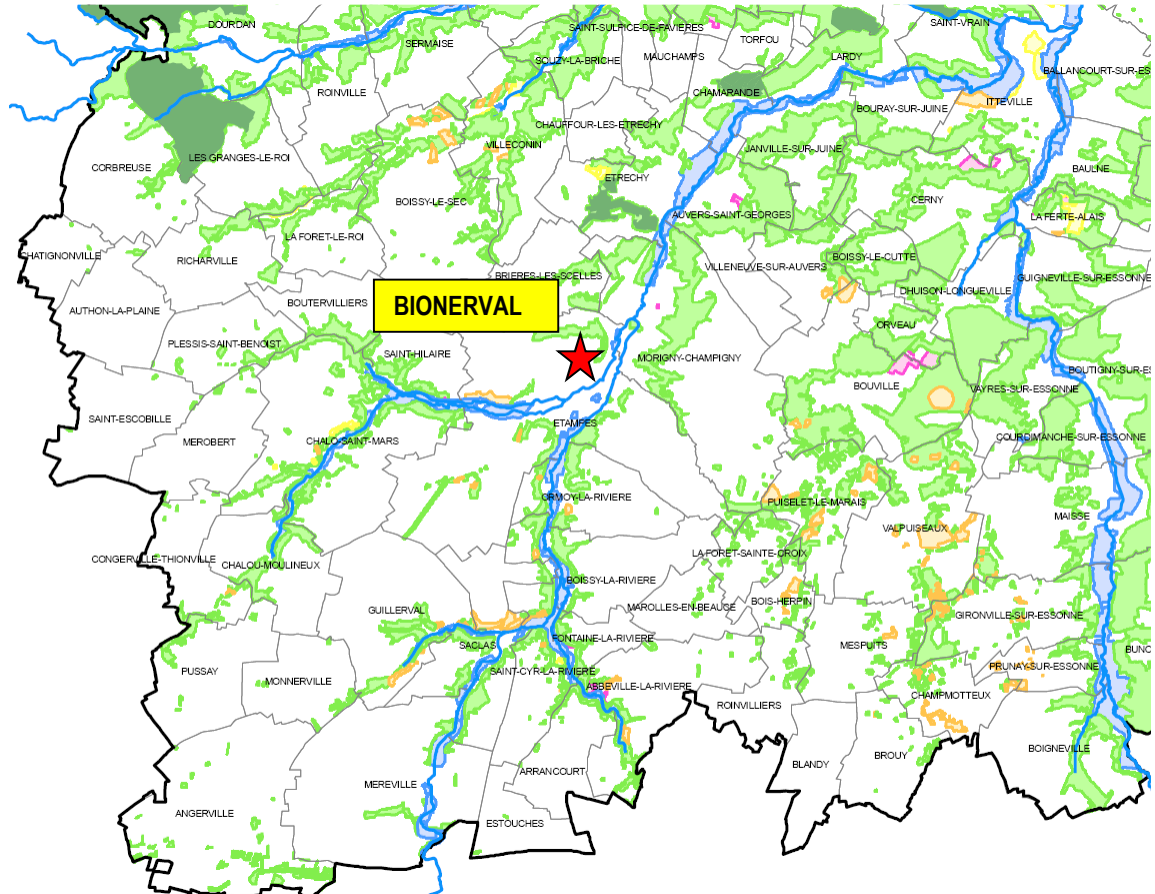 DOURDAN
SERMAISE
SAINT-SULPICE-DE-FAVIERES
TORFOU
SAINT-VRAIN
SOUZY-LA-BRICHE
MAUCHAMPS
LARDY
BALLANCOURT-SUR-ES
ROINVILLE
CHAMARANDE
ITTEVILLE
BOURAY-SUR-JUINE
CHAUFFOUR-LES-ETRECHY
VILLECONIN
JANVILLE-SUR-JUINE
CORBREUSE
LES GRANGES-LE-ROI
BAULNE
ETRECHY
BOISSY-LE-SEC
CERNY
AUVERS-SAINT-GEORGES
LA FERTE-ALAIS
LA FORET-LE-ROI
CHATIGNONVILLE
RICHARVILLE
BOISSY-LE-CUTTE
VILLENEUVE-SUR-AUVERS
BRIERES-LES-SCELLES
GUIGNEVILLE-SUR-ESSONNE
DHUISON-LONGUEVILLE
BOUTERVILLIERS
BIONERVAL
AUTHON-LA-PLAINE
ORVEAU
PLESSIS-SAINT-BENOIST
SAINT-HILAIRE
MORIGNY-CHAMPIGNY
BOUTIGNY-SUR-ES
BOUVILLE
VAYRES-SUR-ESSONNE
SAINT-ESCOBILLE
ETAMPES
MEROBERT
CHALO-SAINT-MARS
COURDIMANCHE-SUR-ESSONNE
ORMOY-LA-RIVIERE
PUISELET-LE-MARAIS
MAISSE
VALPUISEAUX
CONGERVILLE-THIONVILLE
CHALOU-MOULINEUX
LA FORET-SAINTE-CROIX
BOISSY-LA-RIVIERE
BOIS-HERPIN
MAROLLES-EN-BEAUCE
GUILLERVAL
GIRONVILLE-SUR-ESSONNE
FONTAINE-LA-RIVIERE
SACLAS
MESPUITS
BUNO
PUSSAY
SAINT-CYR-LA-RIVIERE
PRUNAY-SUR-ESSONNE
MONNERVILLE
ABBEVILLE-LA-RIVIERE
CHAMPMOTTEUX
ROINVILLIERS
BOIGNEVILLE
BROUY
BLANDY
ARRANCOURT
MEREVILLE
ANGERVILLE
ESTOUCHES